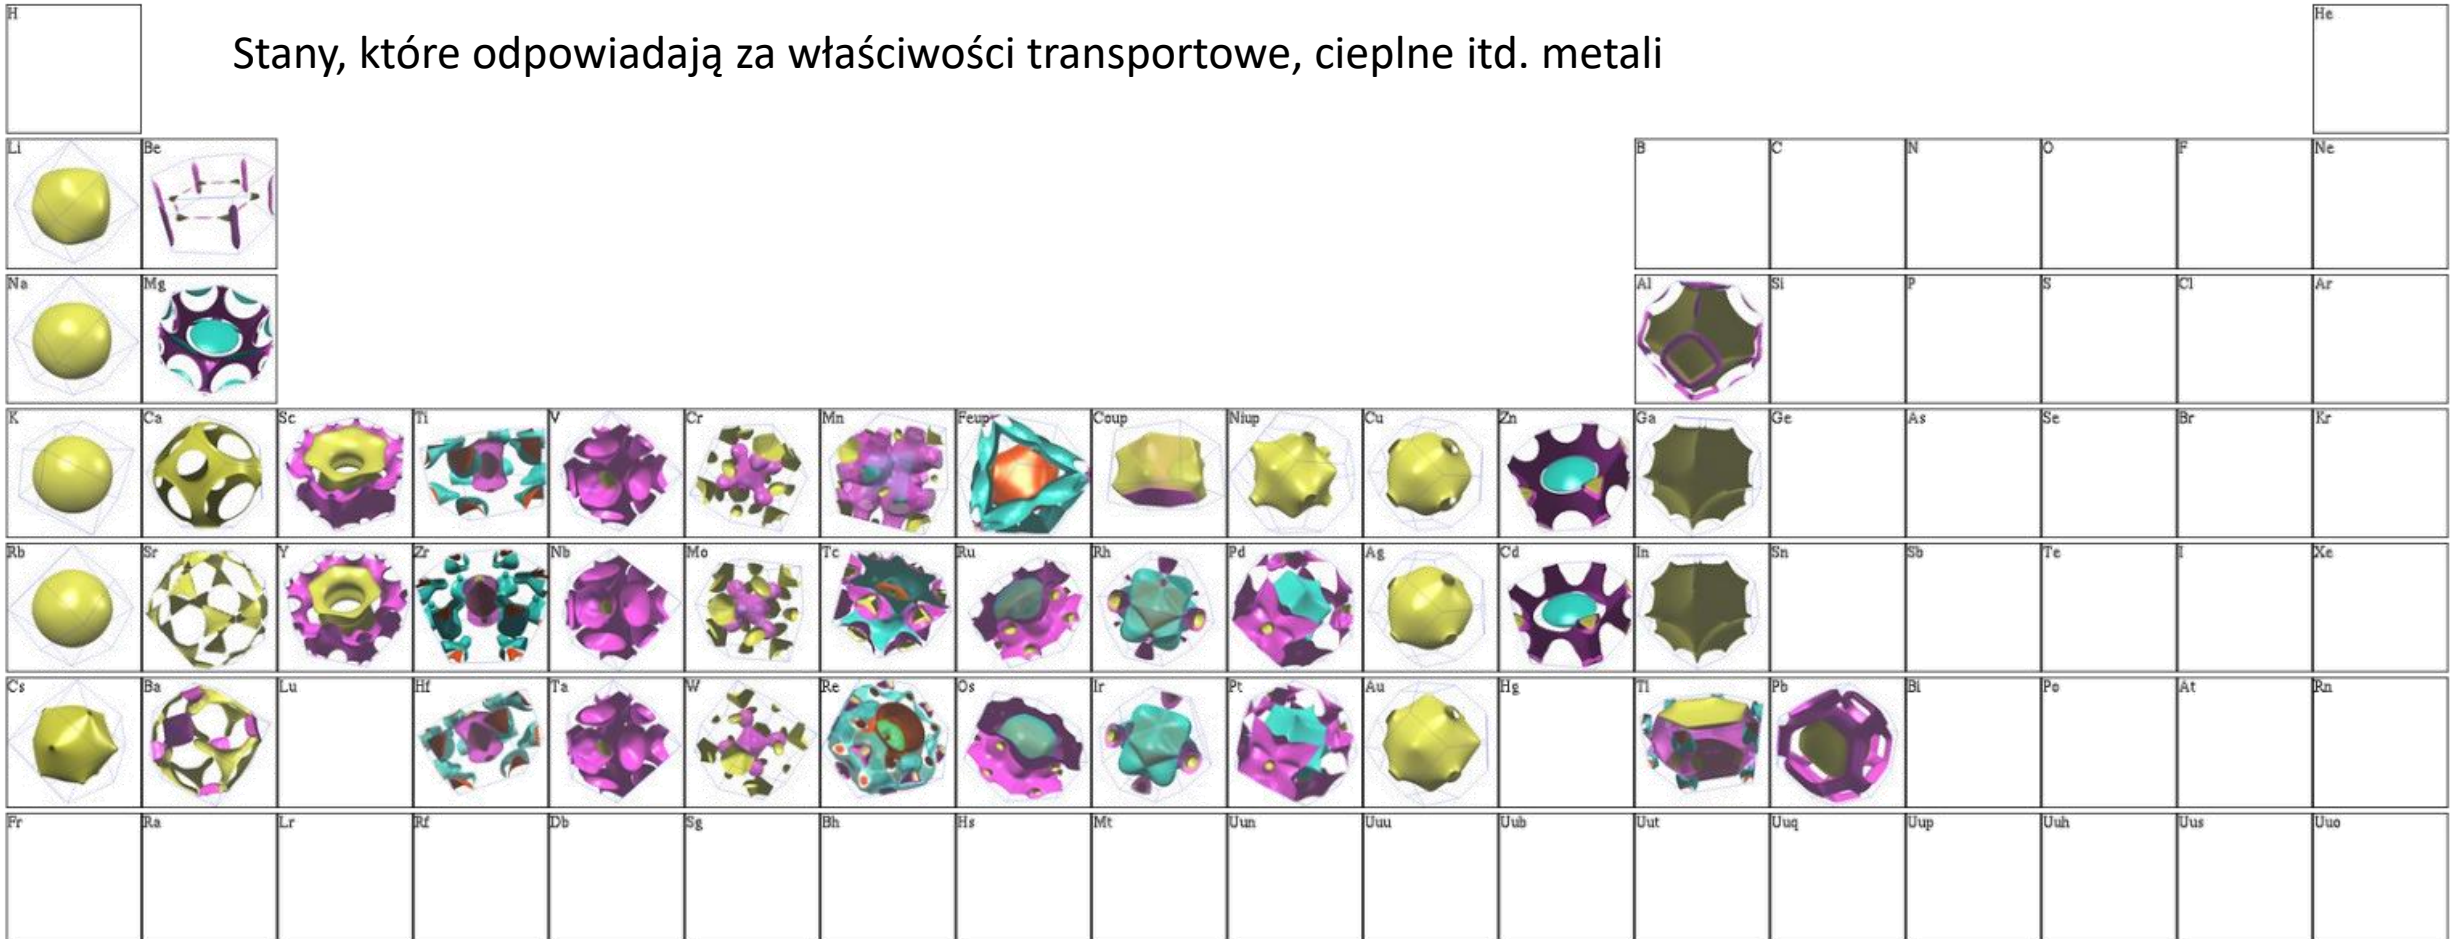 H He
Stany, które odpowiadają za właściwości transportowe, cieplne itd. metali
Li Be B C N O F Ne
Na Mg Al Si P S Cl Ar
K Ca Sc Ti V Cr Mn Feup Coup Niup Cu Zn Ga Ge As Se Br Kr
Rb Sr Y Zr Nb Mo Tc Ru Rh Pd Ag Cd In Sn Sb Te I Xe
Cs Ba Lu Hf Ta W Re Os Ir Pt Au Hg Tl Pb Bi Po At Rn
Fr Ra Lr Rf Db Sg Bh Hs Mt Uun Uuu Uub Uut Uuq Uup Uuh Uus Uuo